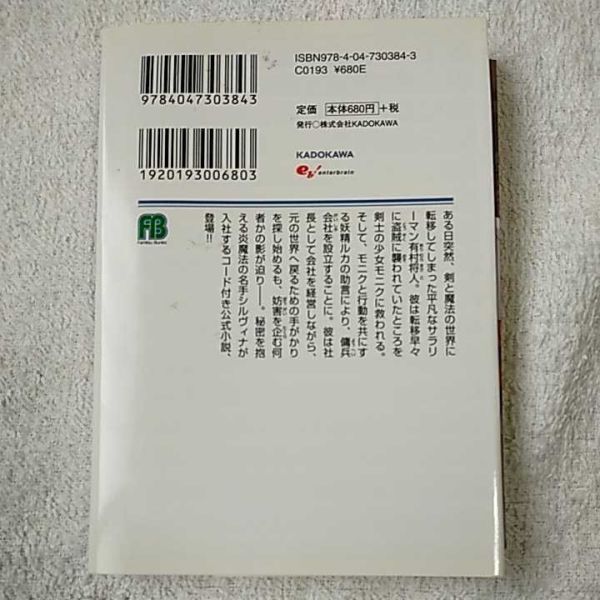 ISBN978-4-04-730384-3
C0193 ¥680E
9784047303843
定価 本体680円 +税
発行○株式会社KADOKAWA
1920193006803
KADOKAWA
eb! enterbrain
FB
Famitsu Bunko
ある日突然、剣と魔法の世界に
転移してしまった平凡なサラリ
ーマン有村将人。彼は転移早々
に盗賊に襲われていたところを
剣士の少女モニクに救われる。
そして、モニクと行動を共にす
る妖精ルカの助言により、傭兵
会社を設立することに。彼は社
長として会社を経営しながら、
元の世界へ戻るための手がかり
を探し始めるも、妨害を企む何
者かの影が迫り――。秘密を抱
える炎魔法の名手シルヴィナが
入社するコード付き公式小説、
登場!!